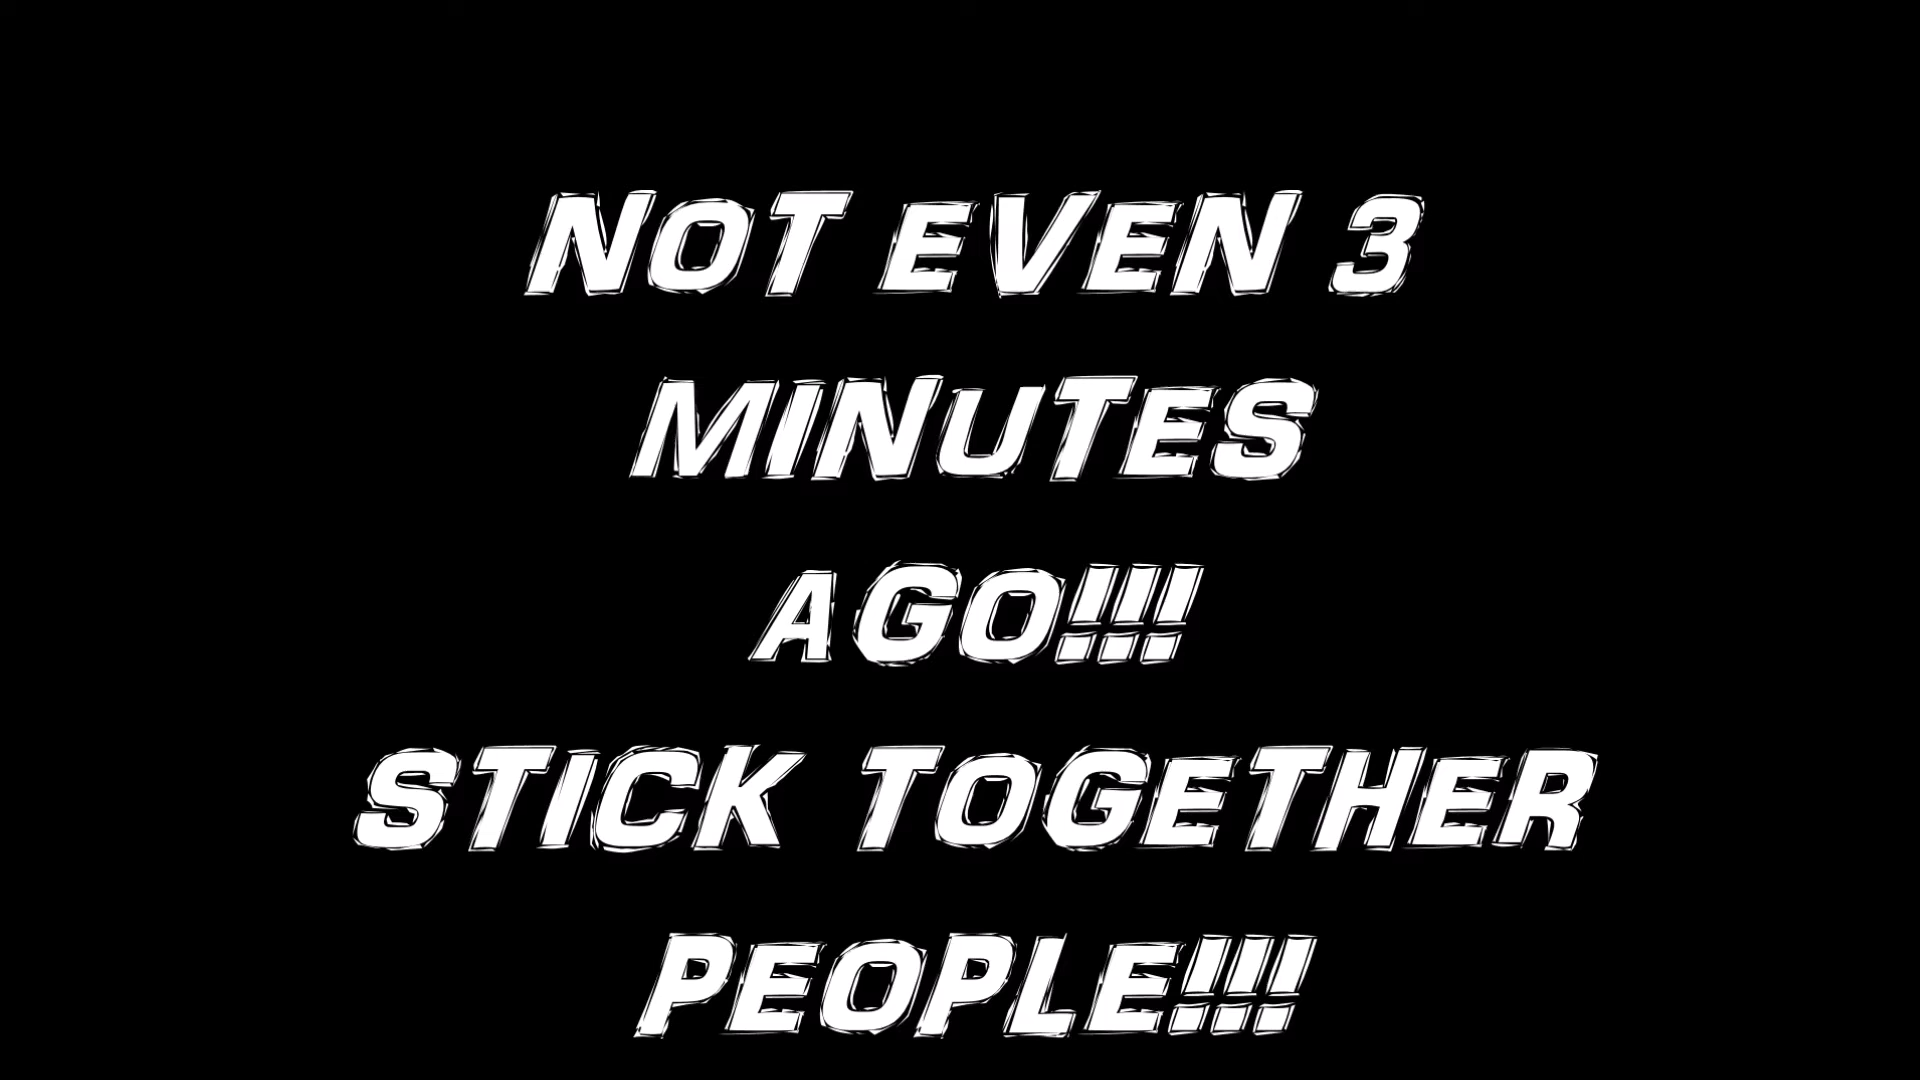 NOT EVEN 3
MINUTES
AGO!!!
STICK TOGETHER
PEOPLE!!!